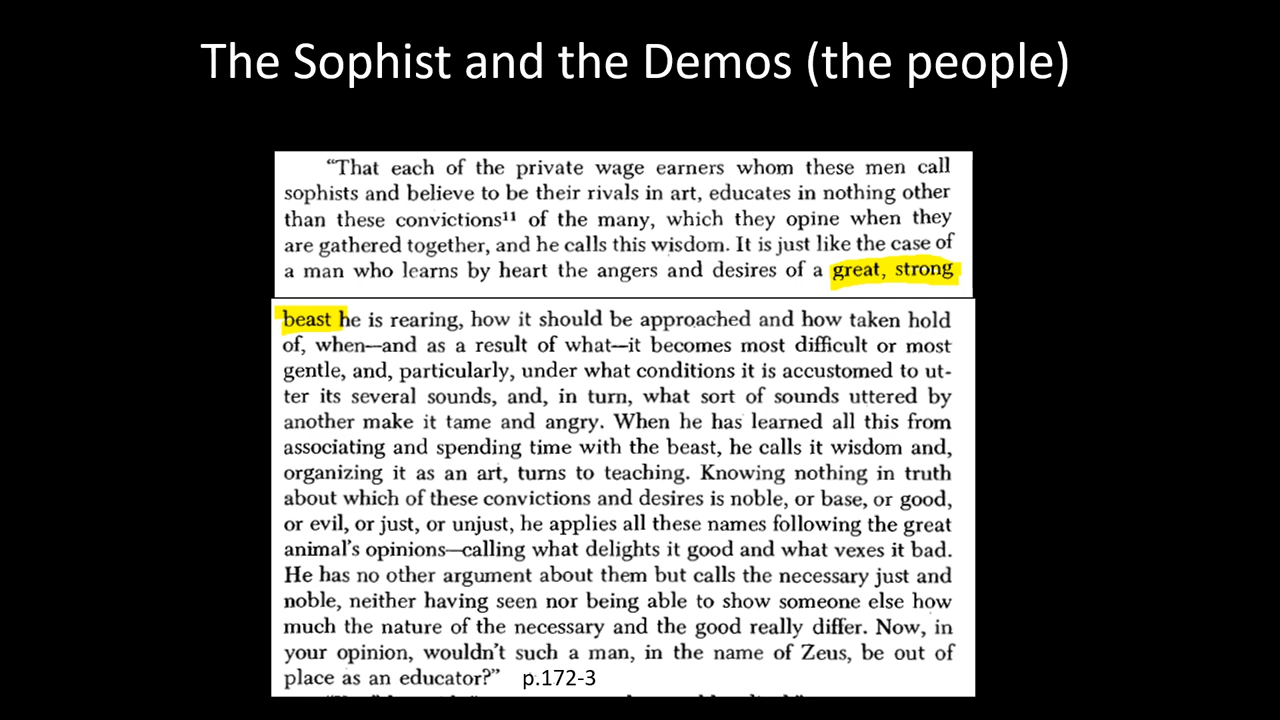 The Sophist and the Demos (the people)
“That each of the private wage earners whom these men call
sophists and believe to be their rivals in art, educates in nothing other
than these convictions¹¹ of the many, which they opine when they
are gathered together, and he calls this wisdom. It is just like the case of
a man who learns by heart the angers and desires of a great, strong
beast he is rearing, how it should be approached and how taken hold
of, when—and as a result of what—it becomes most difficult or most
gentle, and, particularly, under what conditions it is accustomed to ut-
ter its several sounds, and, in turn, what sort of sounds uttered by
another make it tame and angry. When he has learned all this from
associating and spending time with the beast, he calls it wisdom and,
organizing it as an art, turns to teaching. Knowing nothing in truth
about which of these convictions and desires is noble, or base, or good,
or evil, or just, or unjust, he applies all these names following the great
animal’s opinions—calling what delights it good and what vexes it bad.
He has no other argument about them but calls the necessary just and
noble, neither having seen nor being able to show someone else how
much the nature of the necessary and the good really differ. Now, in
your opinion, wouldn’t such a man, in the name of Zeus, be out of
place as an educator?” p.172-3